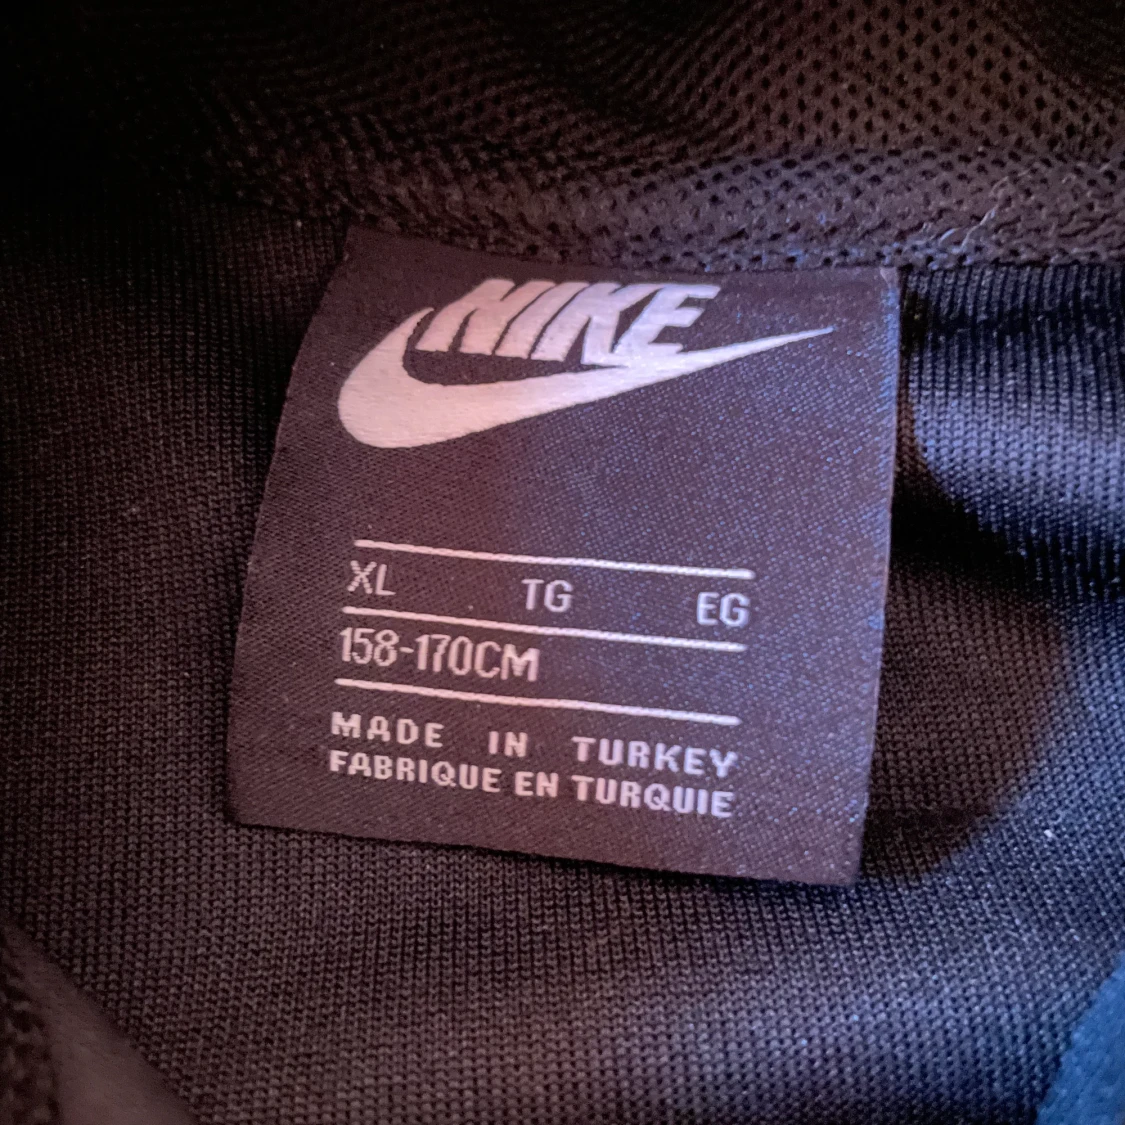 NIKE
XL TG EG
158-170CM
MADE IN TURKEY
FABRIQUE EN TURQUIE